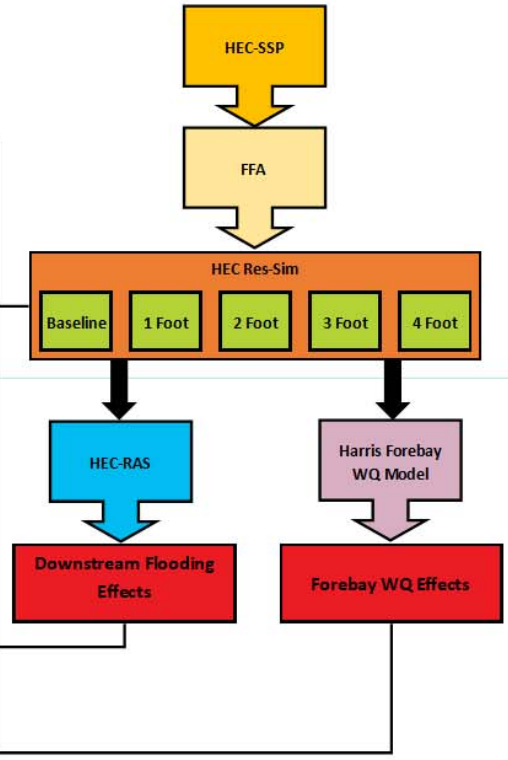 HEC-SSP
FFA
HEC Res-Sim
Baseline
1 Foot
2 Foot
3 Foot
4 Foot
HEC-RAS
Harris Forebay
WQ Model
Downstream Flooding
Effects
Forebay WQ Effects